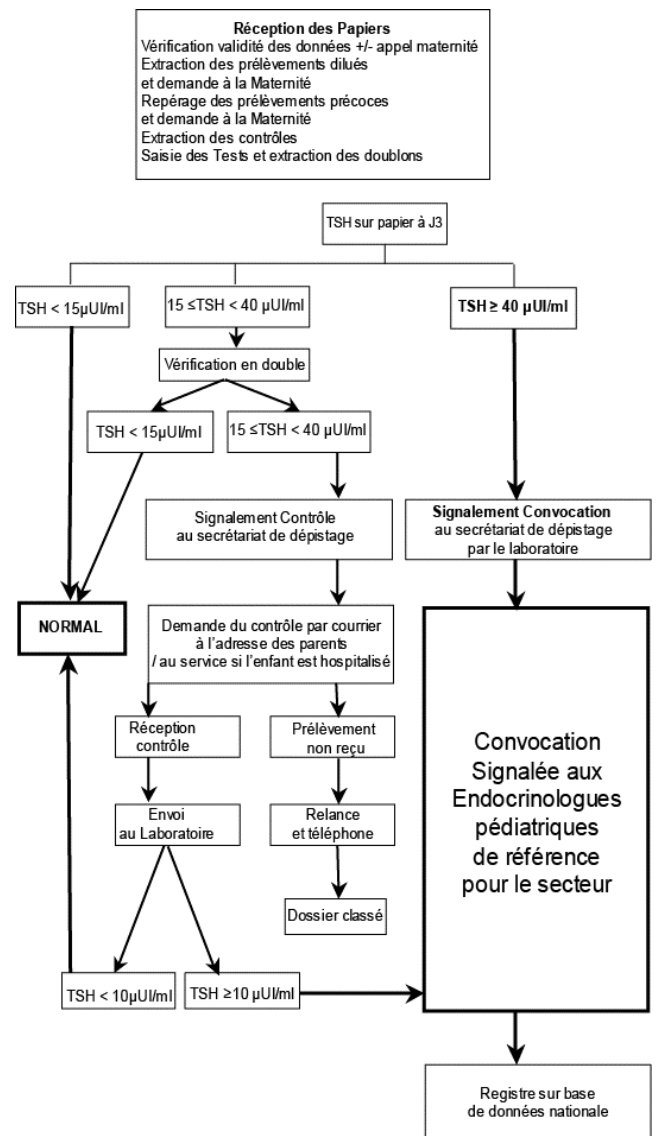 Réception des Papiers
Vérification validité des données +/- appel maternité
Extraction des prélèvements dilués
et demande à la Maternité
Repérage des prélèvements précoces
et demande à la Maternité
Extraction des contrôles
Saisie des Tests et extraction des doublons
TSH sur papier à J3
TSH < 15µUI/ml
15 ≤TSH < 40 µUI/ml
TSH ≥ 40 µUI/ml
Vérification en double
TSH < 15µUI/ml
15 ≤TSH < 40 µUI/ml
Signalement Contrôle
au secrétariat de dépistage
Signalement Convocation
au secrétariat de dépistage
par le laboratoire
NORMAL
Demande du contrôle par courrier
à l'adresse des parents
/ au service si l'enfant est hospitalisé
Réception
contrôle
Prélèvement
non reçu
Envoi
au Laboratoire
Relance
et téléphone
Dossier classé
TSH < 10µUI/ml
TSH ≥10 µUI/ml
Convocation
Signalée aux
Endocrinologues
pédiatriques
de référence
pour le secteur
Registre sur base
de données nationale